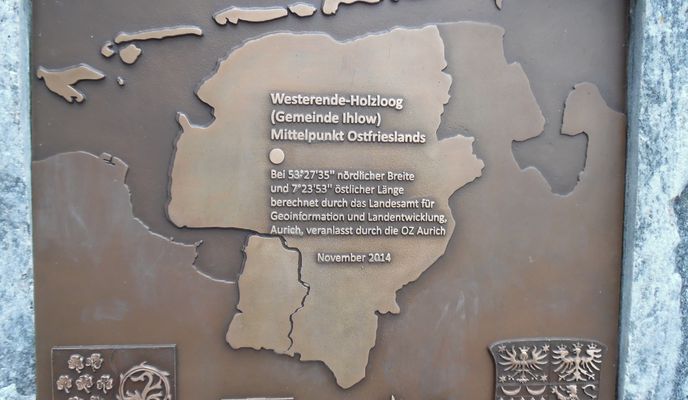 Westerende-Holzloog
(Gemeinde Ihlow)
Mittelpunkt Ostfrieslands
Bei 53°27'35" nördlicher Breite
und 7°23'53" östlicher Länge
berechnet durch das Landesamt für
Geoinformation und Landentwicklung,
Aurich, veranlasst durch die OZ Aurich
November 2014